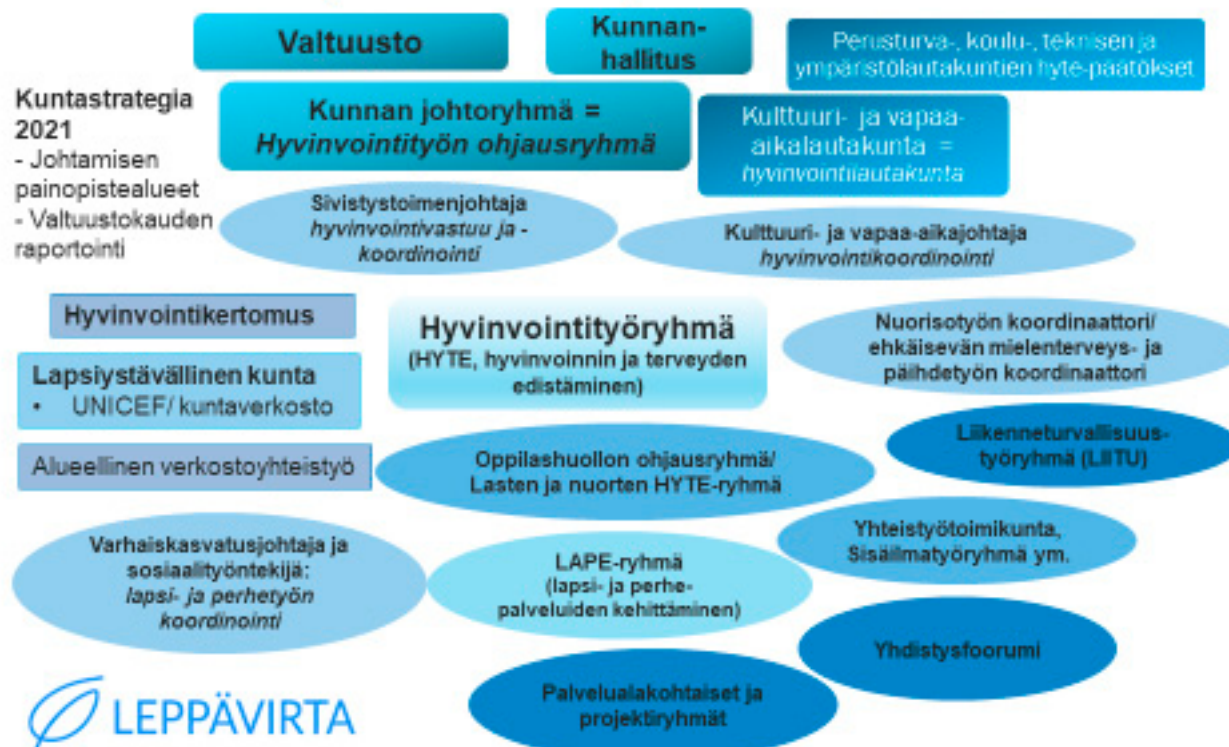 Valtuusto
Kunnan-
hallitus
Perusturva-, koulu-, teknisen ja
ympäristölautakuntien hyte-päätökset
Kuntastrategia
2021
- Johtamisen
painopistealueet
- Valtuustokauden
raportointi
Kunnan johtoryhmä =
Hyvinvointityön ohjausryhmä
Kulttuuri- ja vapaa-
aikalautakunta =
hyvinvointilautakunta
Sivistystoimenjohtaja
hyvinvointivastuu ja -
koordinointi
Kulttuuri- ja vapaa-aikajohtaja
hyvinvointikoordinointi
Hyvinvointikertomus
Lapsiystävällinen kunta
• UNICEF/ kuntaverkosto
Alueellinen verkostoyhteistyö
Hyvinvointityöryhmä
(HYTE, hyvinvoinnin ja terveyden
edistäminen)
Nuorisotyön koordinaattori/
ehkäisevän mielenterveys- ja
päihdetyön koordinaattori
Liikenneturvallisuus-
työryhmä (LIITU)
Oppilashuollon ohjausryhmä/
Lasten ja nuorten HYTE-ryhmä
Yhteistyötoimikunta,
Sisäilmatyöryhmä ym.
Varhaiskasvatusjohtaja ja
sosiaalityöntekijä:
lapsi- ja perhetyön
koordinointi
LAPE-ryhmä
(lapsi- ja perhe-
palveluiden kehittäminen)
Yhdistysfoorumi
Palvelualakohtaiset ja
projektiryhmät
LEPPÄVIRTA